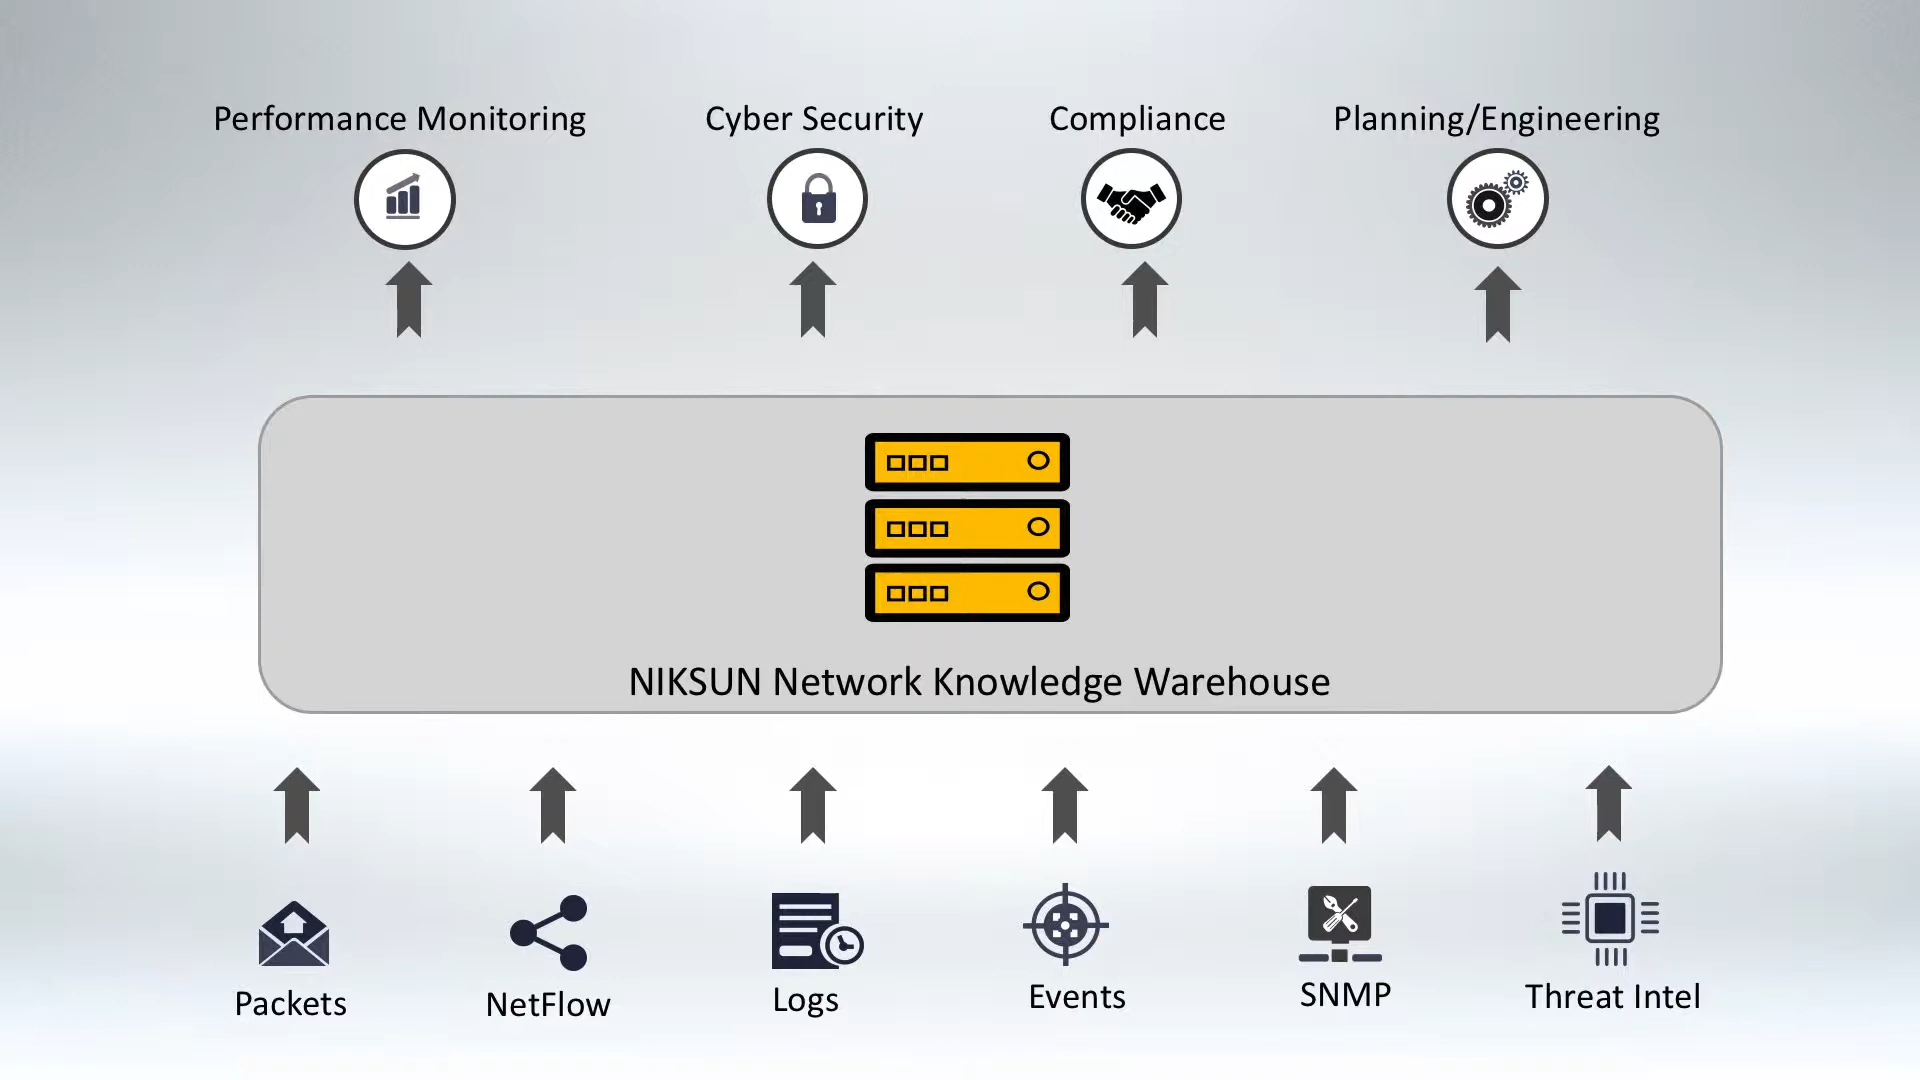 Performance Monitoring
Cyber Security
Compliance
Planning/Engineering
NIKSUN Network Knowledge Warehouse
Packets
NetFlow
Logs
Events
SNMP
Threat Intel